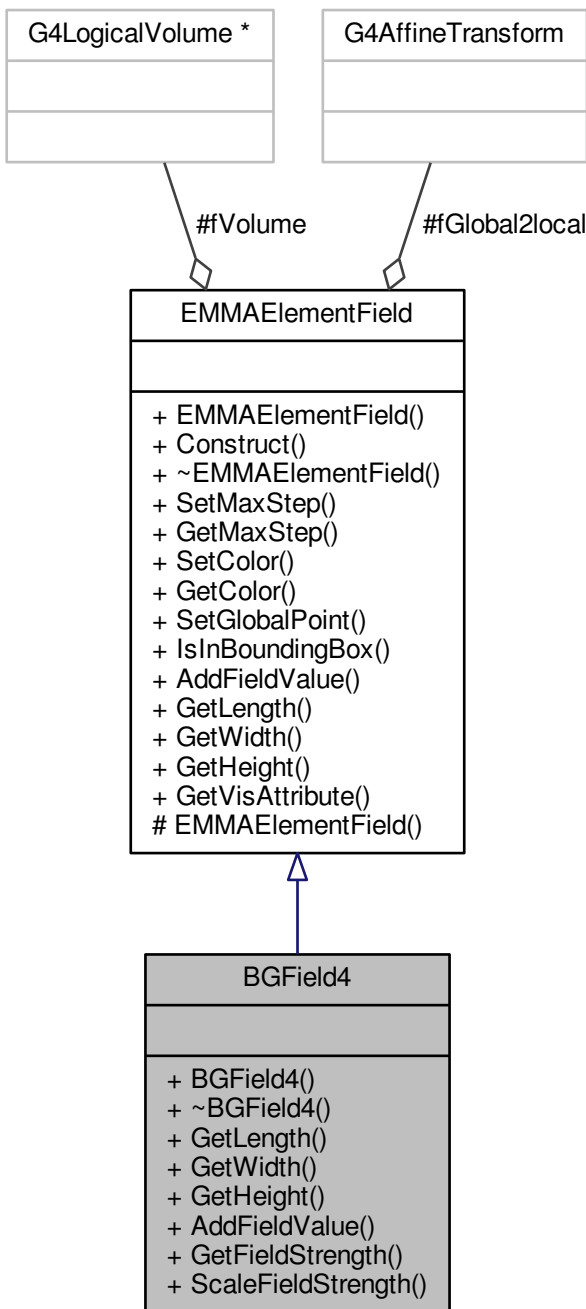 G4LogicalVolume *
G4AffineTransform
#fVolume
#fGlobal2local
EMMAElementField
+ EMMAElementField()
+ Construct()
+ ~EMMAElementField()
+ SetMaxStep()
+ GetMaxStep()
+ SetColor()
+ GetColor()
+ SetGlobalPoint()
+ IsInBoundingBox()
+ AddFieldValue()
+ GetLength()
+ GetWidth()
+ GetHeight()
+ GetVisAttribute()
# EMMAElementField()
BGField4
+ BGField4()
+ ~BGField4()
+ GetLength()
+ GetWidth()
+ GetHeight()
+ AddFieldValue()
+ GetFieldStrength()
+ ScaleFieldStrength()